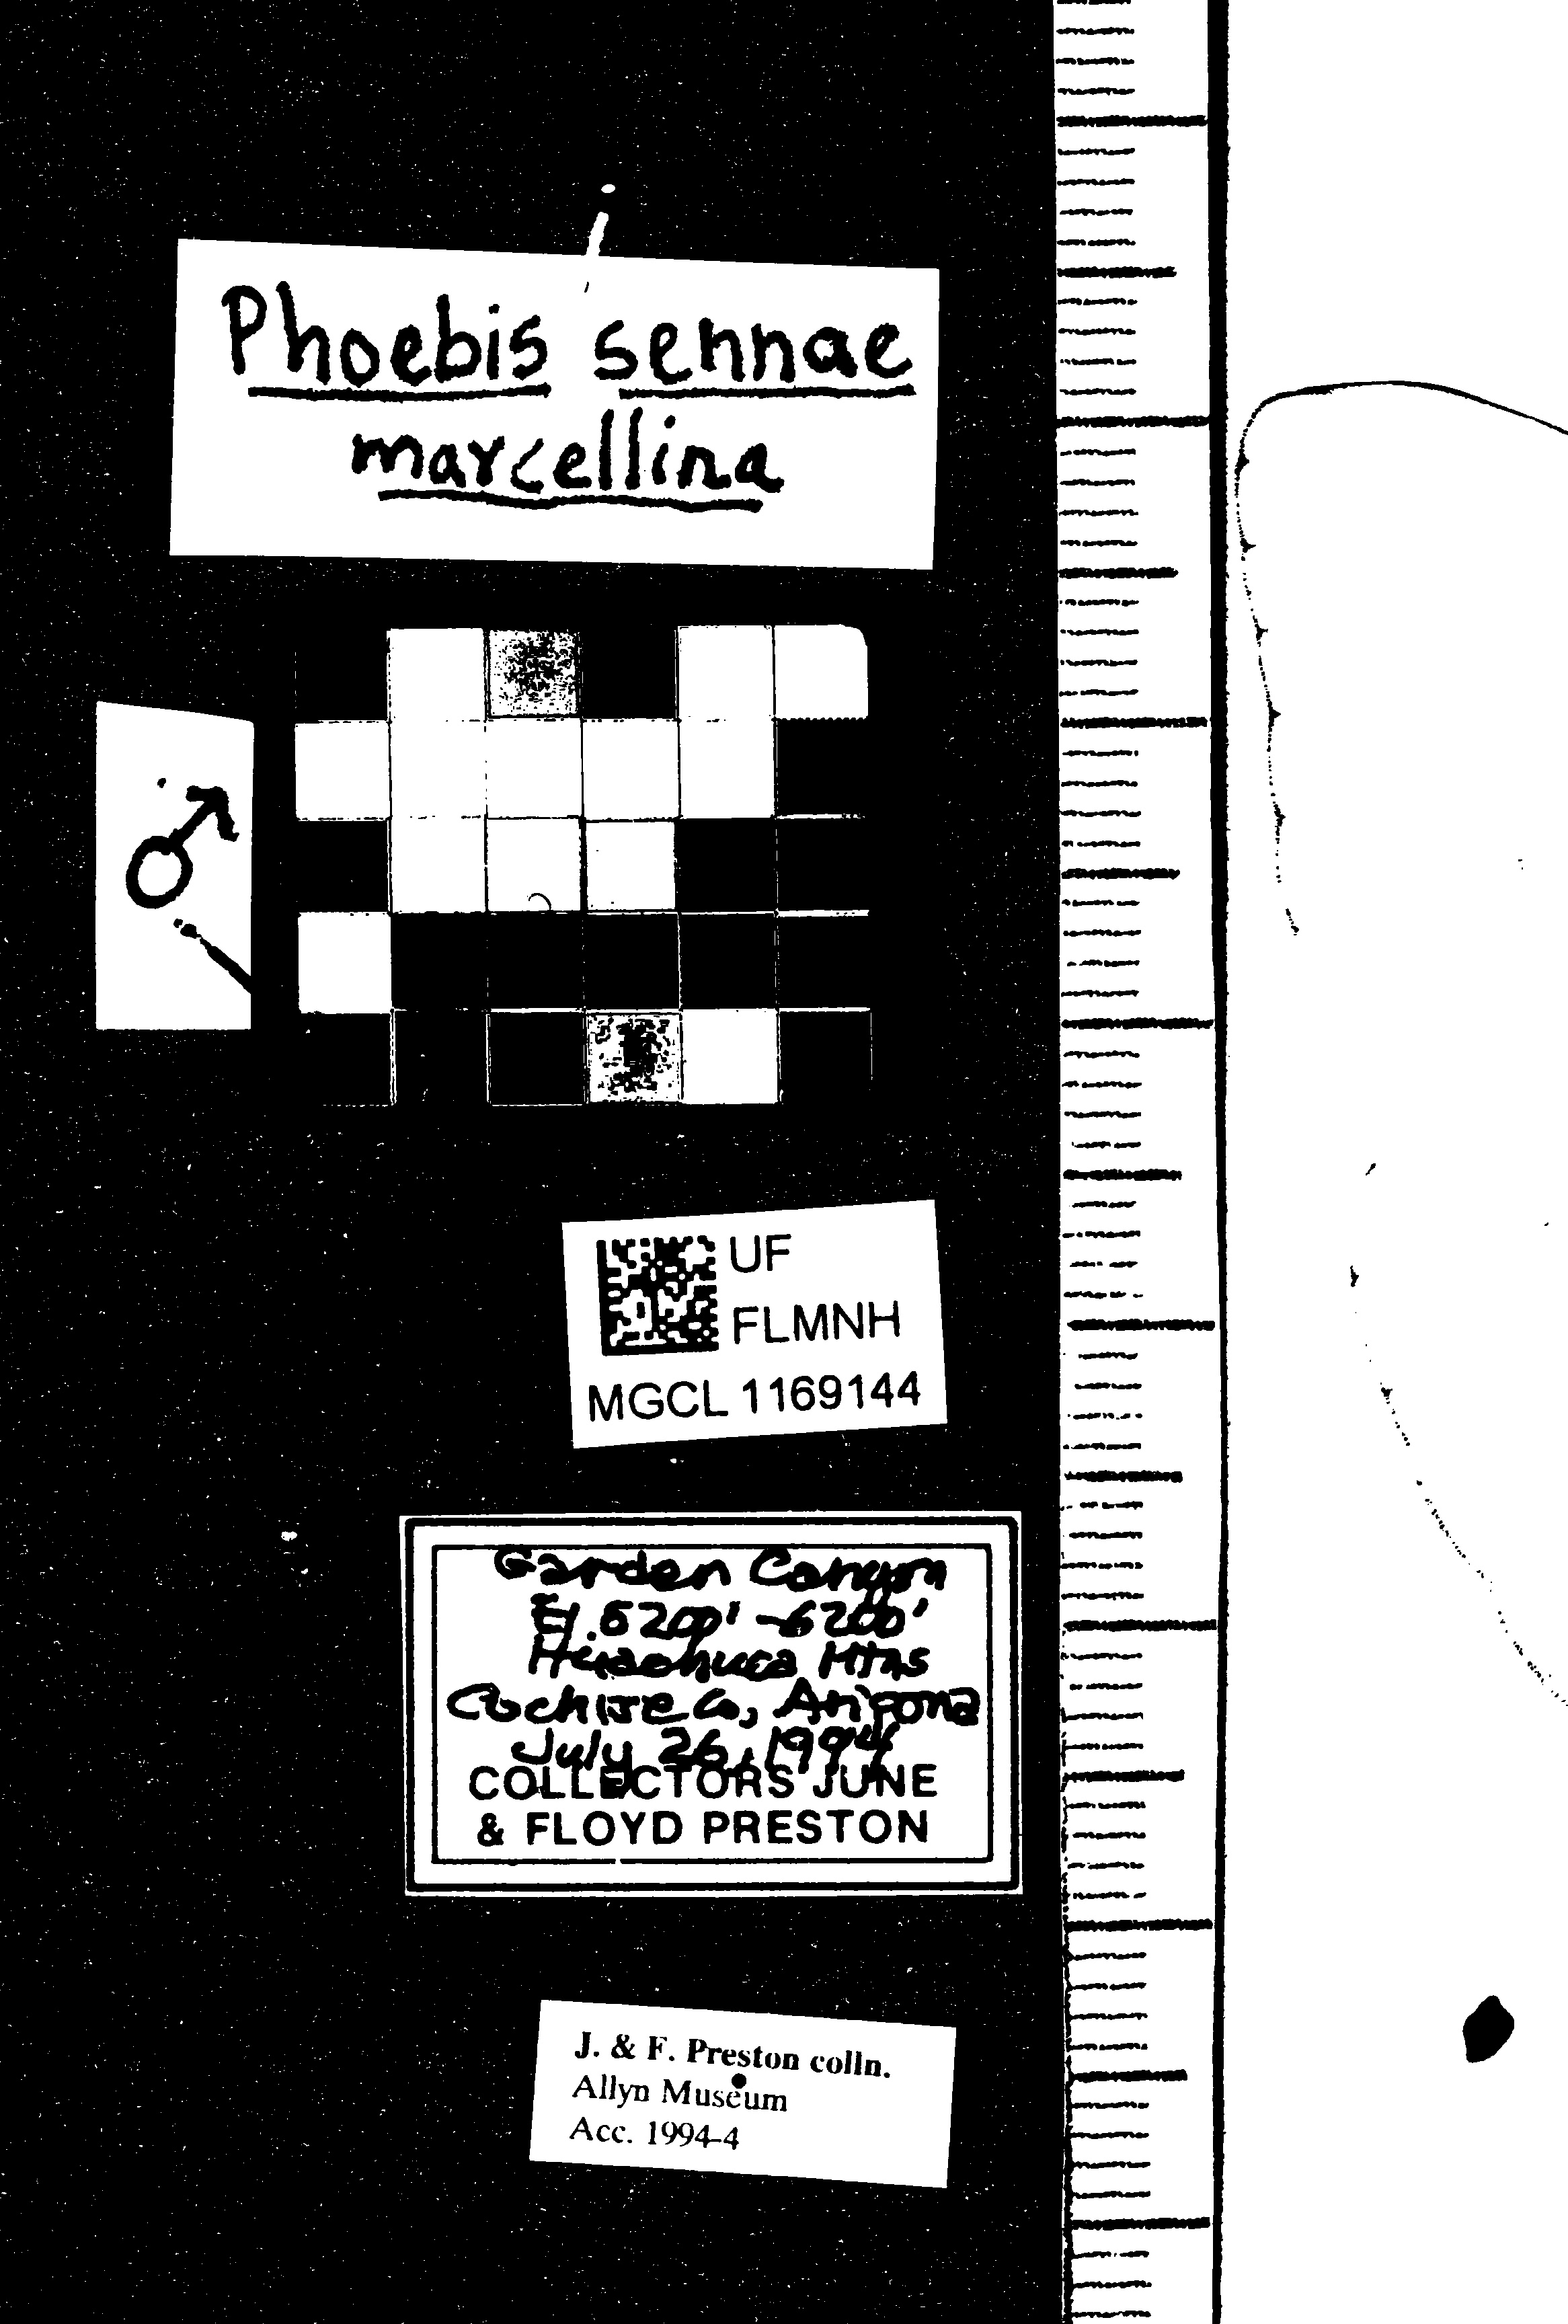 Phoebis sennae
marcellina
♂
UF
FLMNH
MGCL 1169144
Garden Canyon
El. 5200' - 6200'
Huachuca Mtns
Cochise Co, Arizona
July 26, 1994
COLLECTORS JUNE
& FLOYD PRESTON
J. & F. Preston colln.
Allyn Museum
Acc. 1994-4